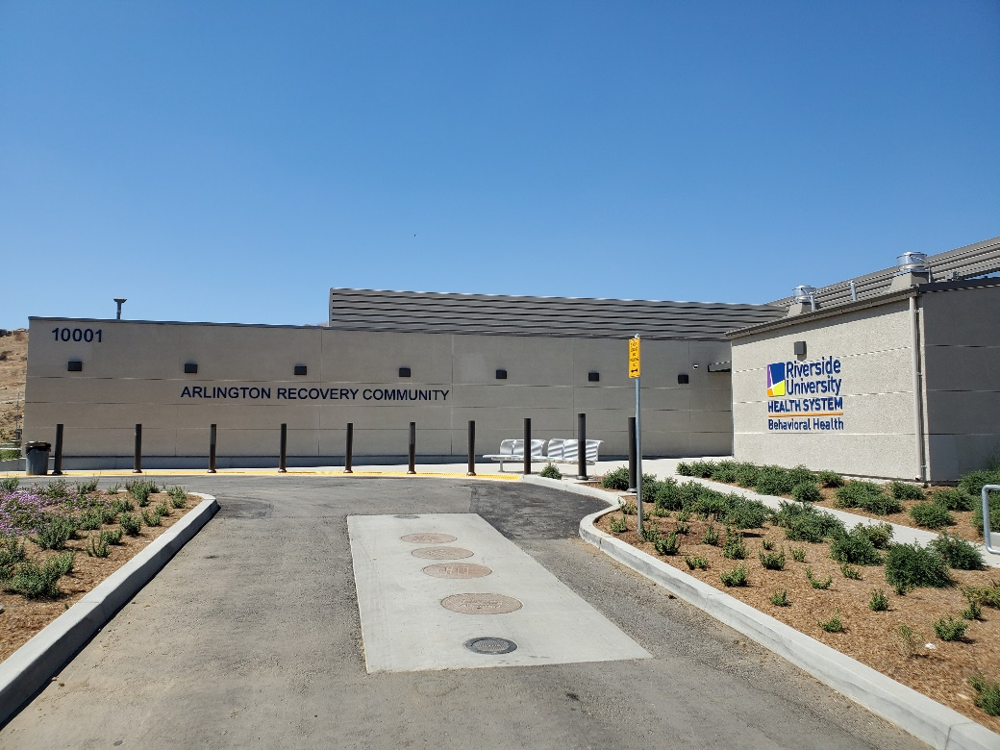 10001
ARLINGTON RECOVERY COMMUNITY
Riverside
University
HEALTH SYSTEM
Behavioral Health